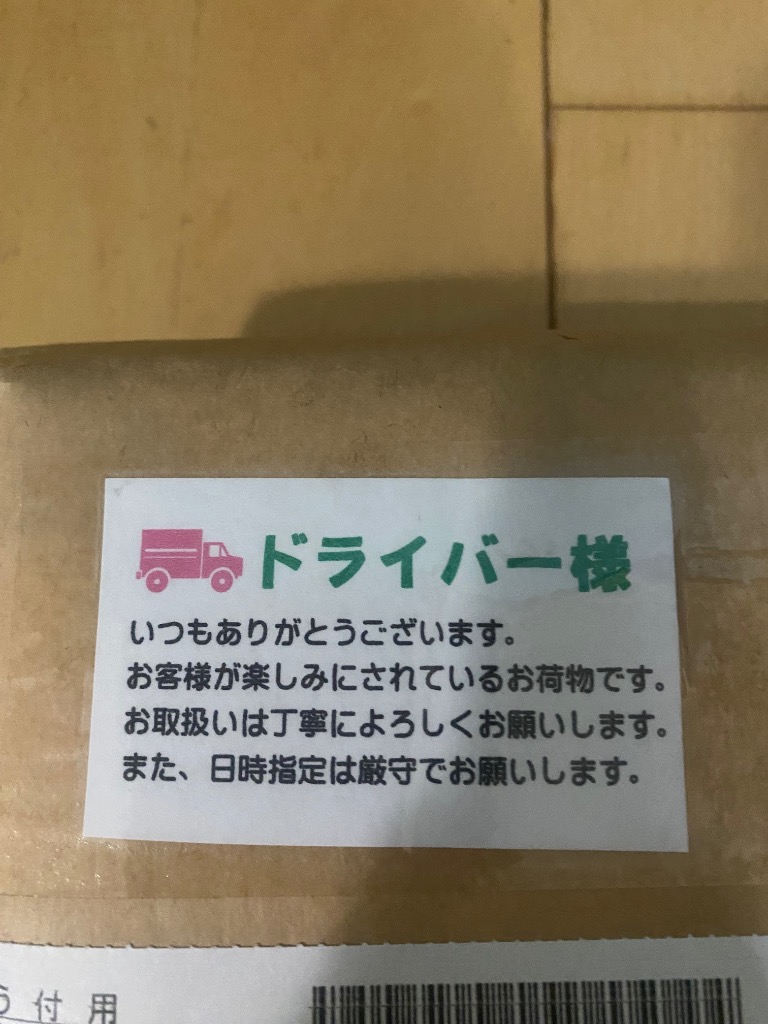 ドライバー様
いつもありがとうございます。
お客様が楽しみにされているお荷物です。
お取扱いは丁寧によろしくお願いします。
また、日時指定は厳守でお願いします。
付用